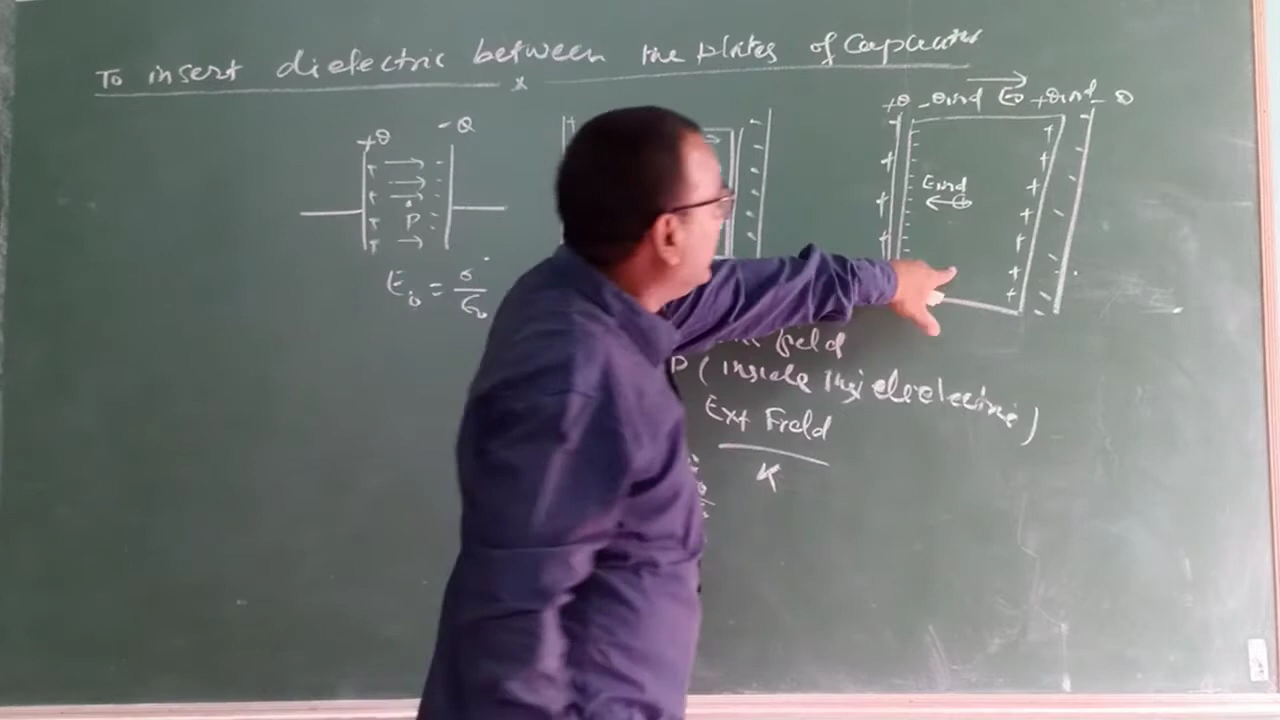 To insert dielectric between the plates of Capacitor
+Q -Q
+Q -Qind E₀ +Qind -Q
Eind
P
E₀ = σ/ε₀
field
P (inside the dielectric)
Ext Field
K